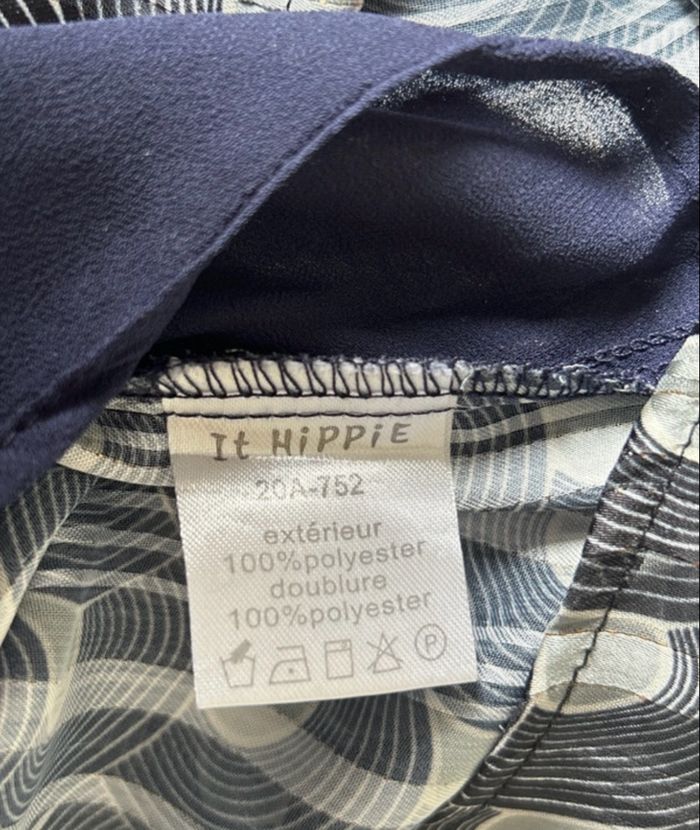 It HiPPiE
20A-752
extérieur
100%polyester
doublure
100%polyester
P